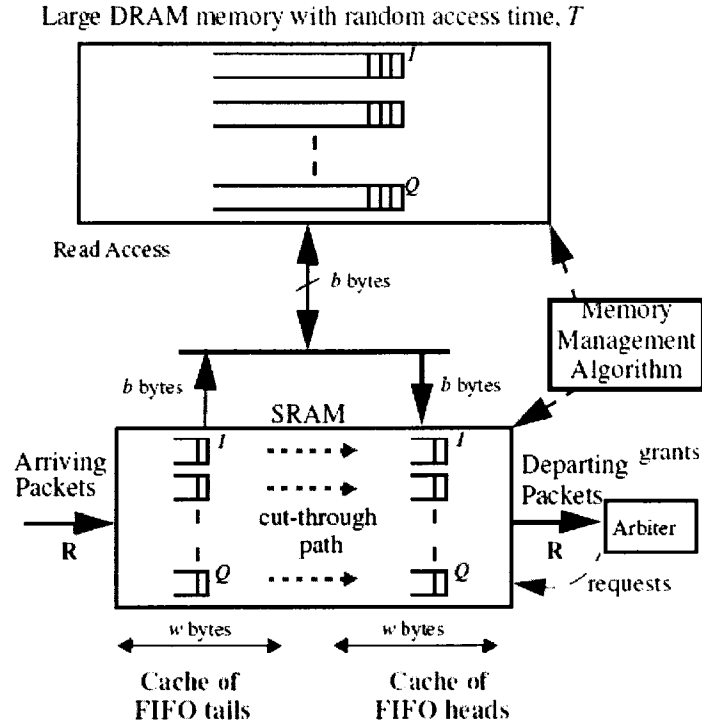 Large DRAM memory with random access time, T
1
Q
Read Access
b bytes
Memory
Management
Algorithm
b bytes
b bytes
SRAM
1
1
Arriving
Packets
R
cut-through
path
Departing
Packets
R
grants
Arbiter
requests
Q
Q
w bytes
w bytes
Cache of
FIFO tails
Cache of
FIFO heads